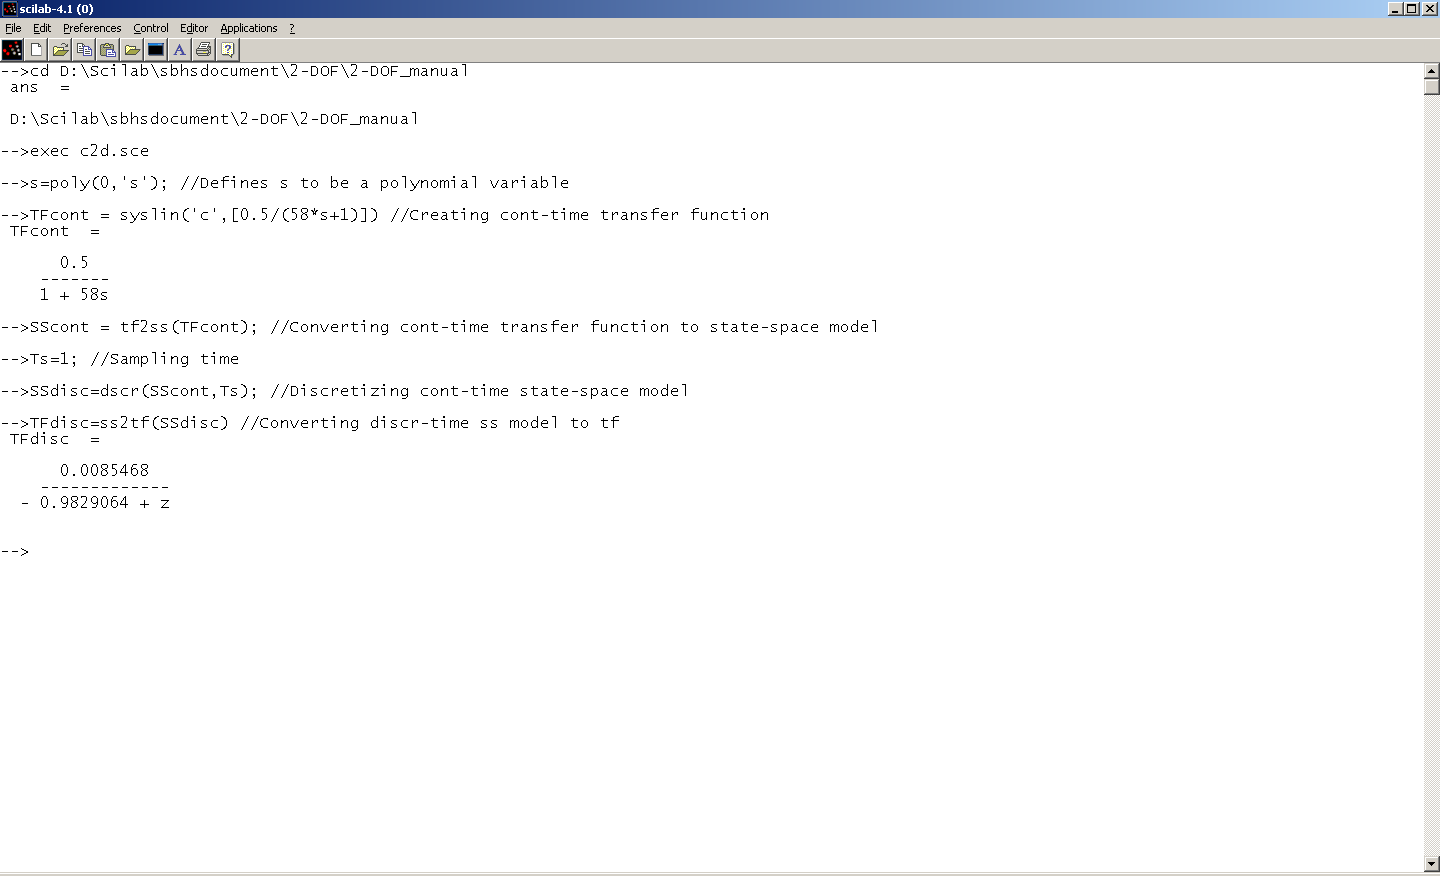 scilab-4.1 (0)
File Edit Preferences Control Editor Applications ?
-->cd D:\Scilab\sbhsdocument\2-DOF\2-DOF_manual
ans  =
D:\Scilab\sbhsdocument\2-DOF\2-DOF_manual
-->exec c2d.sce
-->s=poly(0,'s'); //Defines s to be a polynomial variable
-->TFcont = syslin('c',[0.5/(58*s+1)]) //Creating cont-time transfer function
TFcont  =
0.5
-------
1 + 58s
-->SScont = tf2ss(TFcont); //Converting cont-time transfer function to state-space model
-->Ts=1; //Sampling time
-->SSdisc=dscr(SScont,Ts); //Discretizing cont-time state-space model
-->TFdisc=ss2tf(SSdisc) //Converting discr-time ss model to tf
TFdisc  =
0.0085468
-------------
- 0.9829064 + z
-->